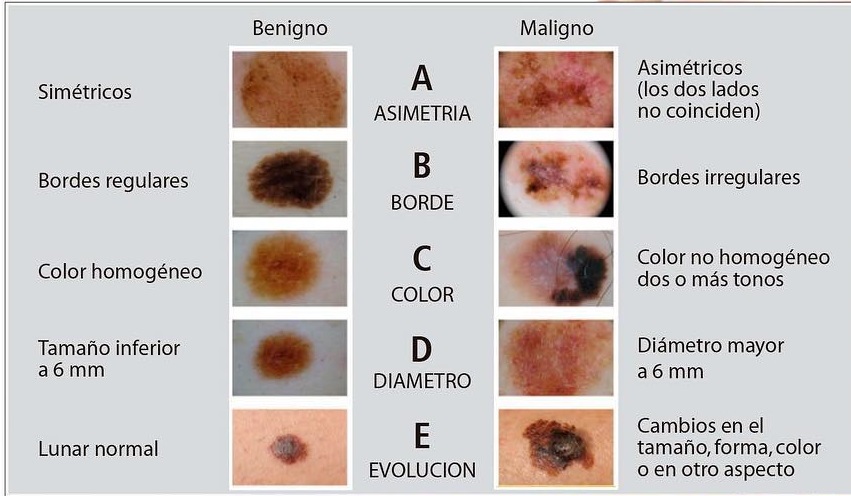 Benigno
Maligno
Simétricos
A
ASIMETRIA
Asimétricos
(los dos lados
no coinciden)
Bordes regulares
B
BORDE
Bordes irregulares
Color homogéneo
C
COLOR
Color no homogéneo
dos o más tonos
Tamaño inferior
a 6 mm
D
DIAMETRO
Diámetro mayor
a 6 mm
Lunar normal
E
EVOLUCION
Cambios en el
tamaño, forma, color
o en otro aspecto